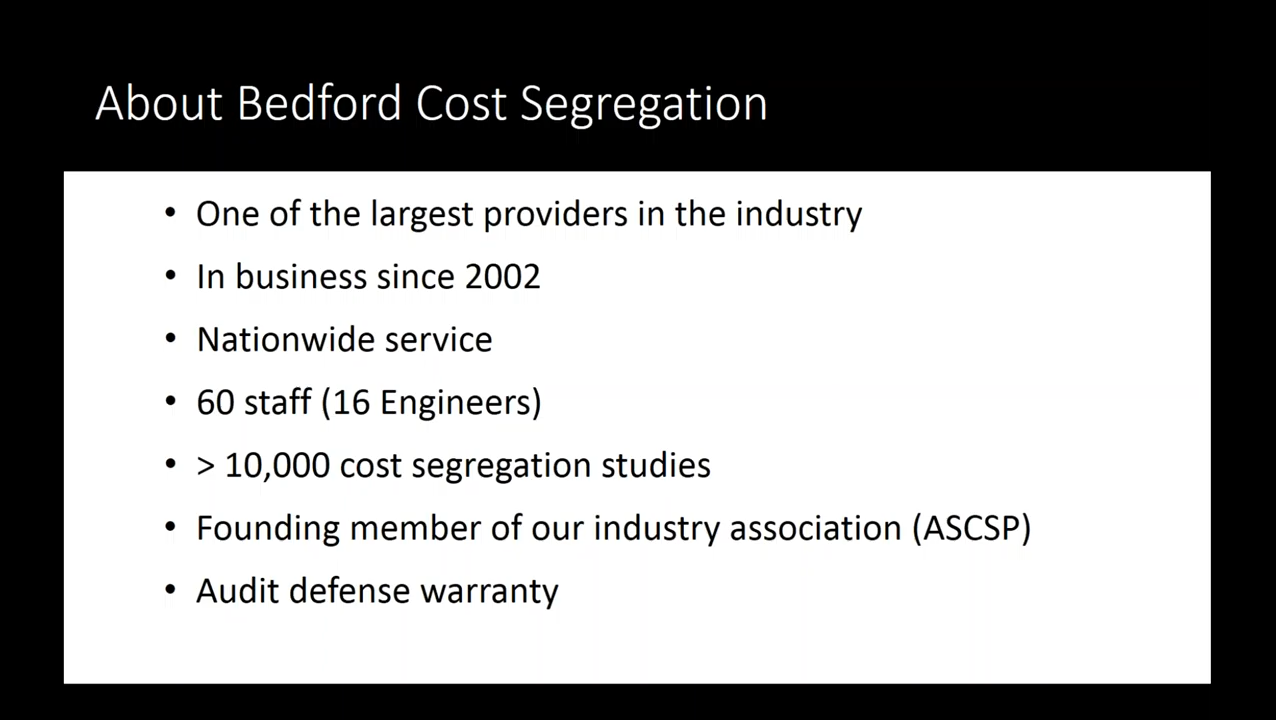 About Bedford Cost Segregation
• One of the largest providers in the industry
• In business since 2002
• Nationwide service
• 60 staff (16 Engineers)
• > 10,000 cost segregation studies
• Founding member of our industry association (ASCSP)
• Audit defense warranty